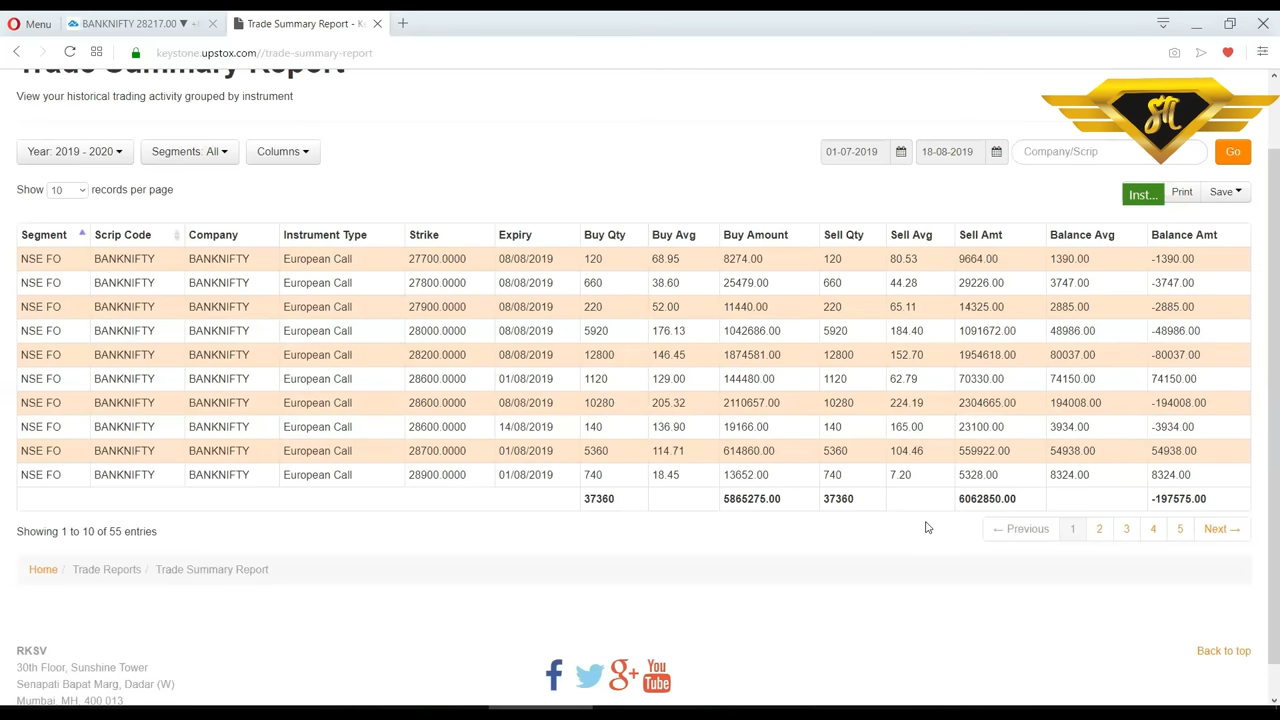 Menu
BANKNIFTY 28217.00 ▼
Trade Summary Report - Ke
keystone.upstox.com//trade-summary-report
Trade Summary Report
View your historical trading activity grouped by instrument
ST
Year: 2019 - 2020 Segments: All Columns 01-07-2019 18-08-2019 Company/Scrip Go
Show 10 records per page
Inst... Print Save
Segment Scrip Code Company Instrument Type Strike Expiry Buy Qty Buy Avg Buy Amount Sell Qty Sell Avg Sell Amt Balance Avg Balance Amt
NSE FO BANKNIFTY BANKNIFTY European Call 27700.0000 08/08/2019 120 68.95 8274.00 120 80.53 9664.00 1390.00 -1390.00
NSE FO BANKNIFTY BANKNIFTY European Call 27800.0000 08/08/2019 660 38.60 25479.00 660 44.28 29226.00 3747.00 -3747.00
NSE FO BANKNIFTY BANKNIFTY European Call 27900.0000 08/08/2019 220 52.00 11440.00 220 65.11 14325.00 2885.00 -2885.00
NSE FO BANKNIFTY BANKNIFTY European Call 28000.0000 08/08/2019 5920 176.13 1042686.00 5920 184.40 1091672.00 48986.00 -48986.00
NSE FO BANKNIFTY BANKNIFTY European Call 28200.0000 08/08/2019 12800 146.45 1874581.00 12800 152.70 1954618.00 80037.00 -80037.00
NSE FO BANKNIFTY BANKNIFTY European Call 28600.0000 01/08/2019 1120 129.00 144480.00 1120 62.79 70330.00 74150.00 74150.00
NSE FO BANKNIFTY BANKNIFTY European Call 28600.0000 08/08/2019 10280 205.32 2110657.00 10280 224.19 2304665.00 194008.00 -194008.00
NSE FO BANKNIFTY BANKNIFTY European Call 28600.0000 14/08/2019 140 136.90 19166.00 140 165.00 23100.00 3934.00 -3934.00
NSE FO BANKNIFTY BANKNIFTY European Call 28700.0000 01/08/2019 5360 114.71 614860.00 5360 104.46 559922.00 54938.00 54938.00
NSE FO BANKNIFTY BANKNIFTY European Call 28900.0000 01/08/2019 740 18.45 13652.00 740 7.20 5328.00 8324.00 8324.00
37360 5865275.00 37360 6062850.00 -197575.00
Showing 1 to 10 of 55 entries
← Previous 1 2 3 4 5 Next →
Home / Trade Reports / Trade Summary Report
RKSV
Back to top
30th Floor, Sunshine Tower
Senapati Bapat Marg, Dadar (W)
Mumbai, MH, 400 013
f
g+
You
Tube